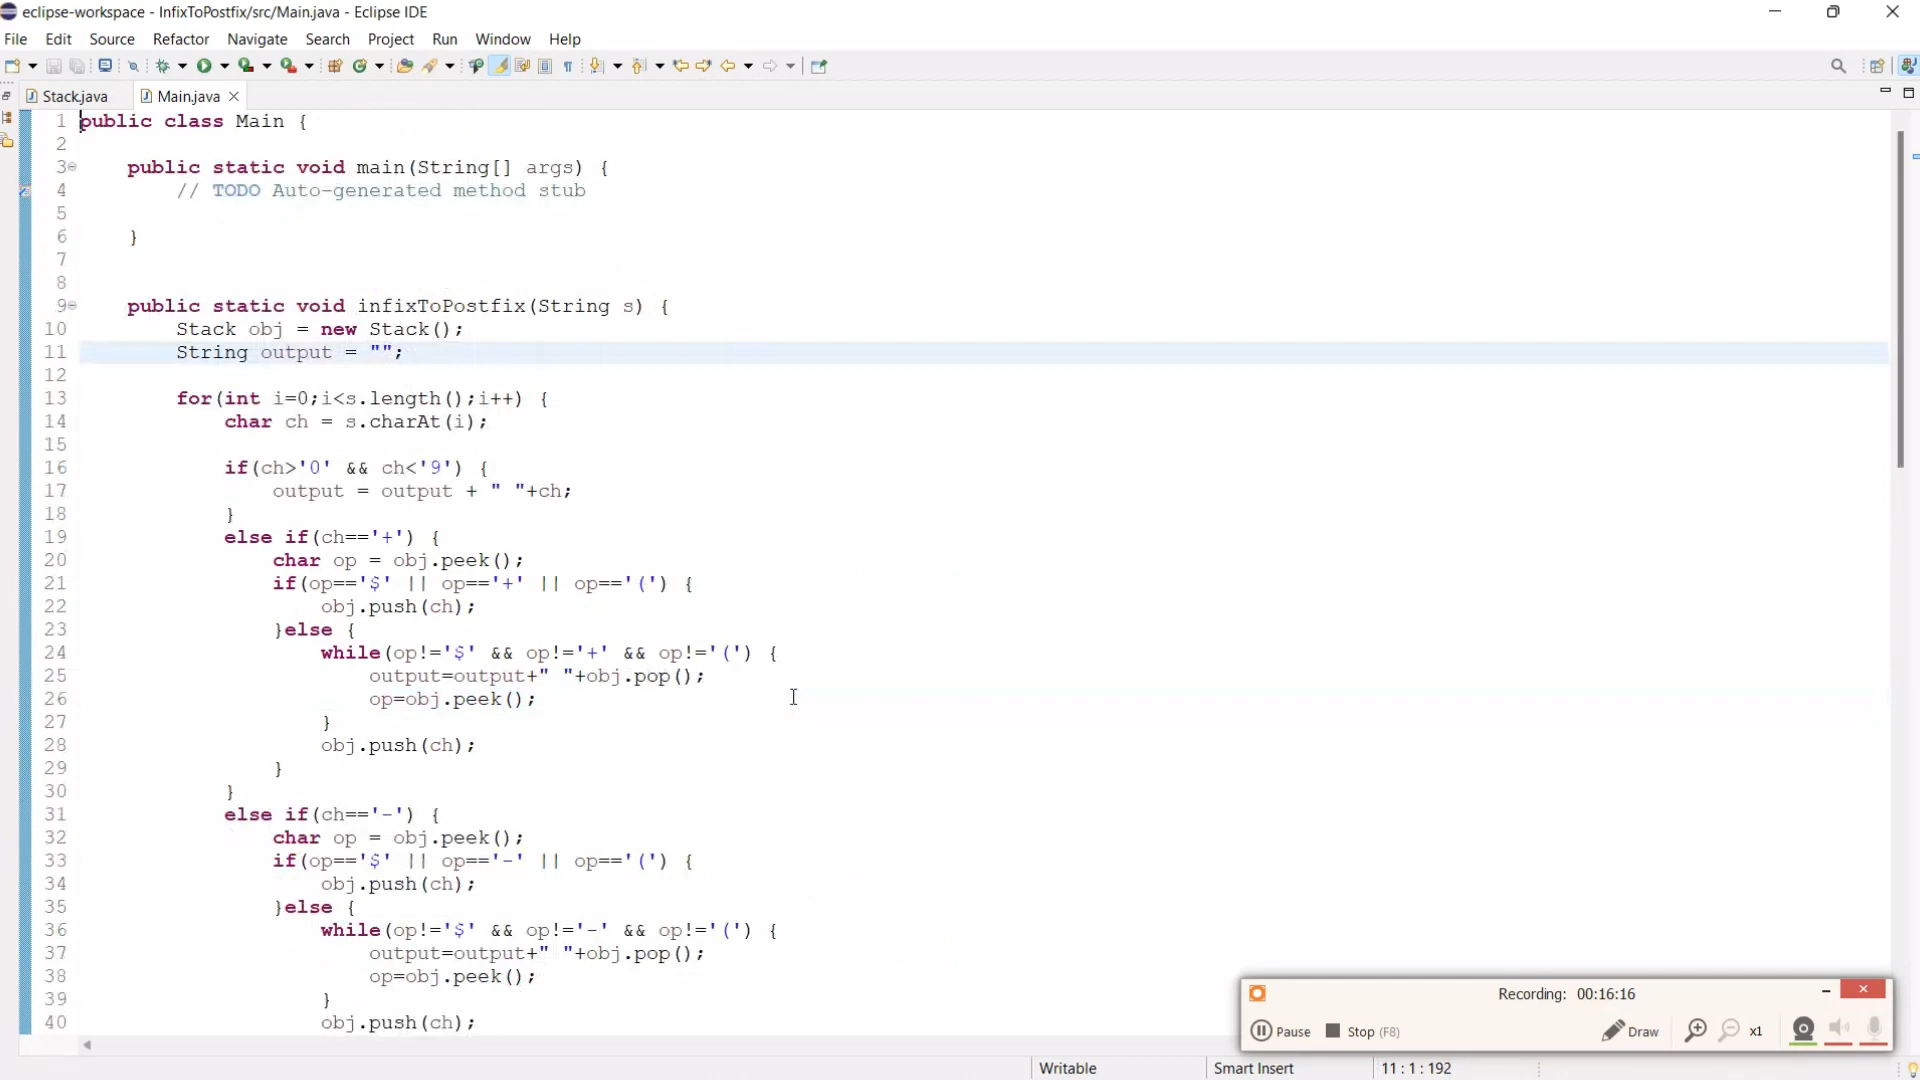 eclipse-workspace - InfixToPostfix/src/Main.java - Eclipse IDE
File Edit Source Refactor Navigate Search Project Run Window Help
Stack.java Main.java
1 public class Main {
2
3 public static void main(String[] args) {
4 // TODO Auto-generated method stub
5
6 }
7
8
9 public static void infixToPostfix(String s) {
10 Stack obj = new Stack();
11 String output = "";
12
13 for(int i=0;i<s.length();i++) {
14 char ch = s.charAt(i);
15
16 if(ch>'0' && ch<'9') {
17 output = output + " "+ch;
18 }
19 else if(ch=='+') {
20 char op = obj.peek();
21 if(op=='$' || op=='+' || op=='(') {
22 obj.push(ch);
23 }else {
24 while(op!='$' && op!='+' && op!='(') {
25 output=output+" "+obj.pop();
26 op=obj.peek();
27 }
28 obj.push(ch);
29 }
30 }
31 else if(ch=='-') {
32 char op = obj.peek();
33 if(op=='$' || op=='-' || op=='(') {
34 obj.push(ch);
35 }else {
36 while(op!='$' && op!='-' && op!='(') {
37 output=output+" "+obj.pop();
38 op=obj.peek();
39 }
40 obj.push(ch);
Recording: 00:16:16
Pause Stop (F8) Draw x1
Writable Smart Insert 11 : 1 : 192